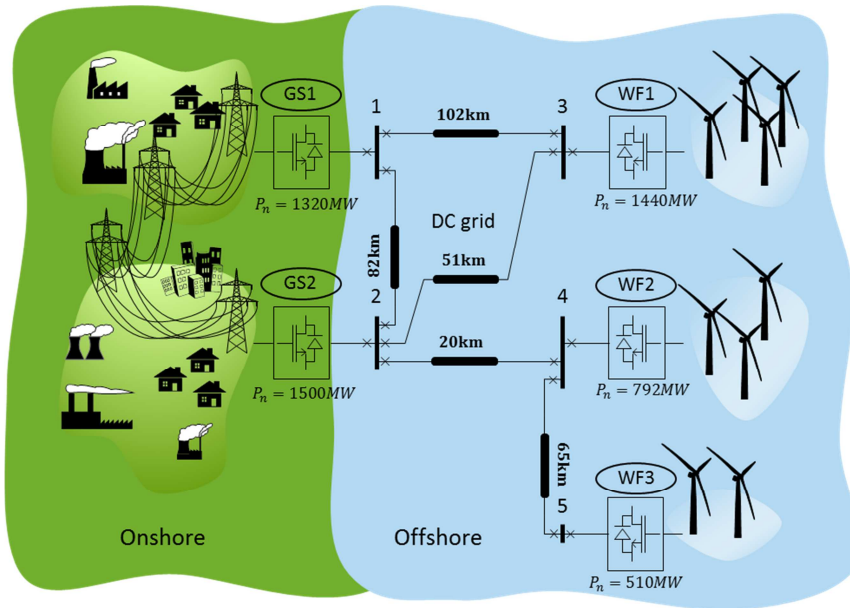 GS1
1
102km
3
WF1
P_n = 1320MW
P_n = 1440MW
DC grid
82km
51km
GS2
2
20km
4
WF2
P_n = 1500MW
P_n = 792MW
65km
WF3
5
Onshore
Offshore
P_n = 510MW